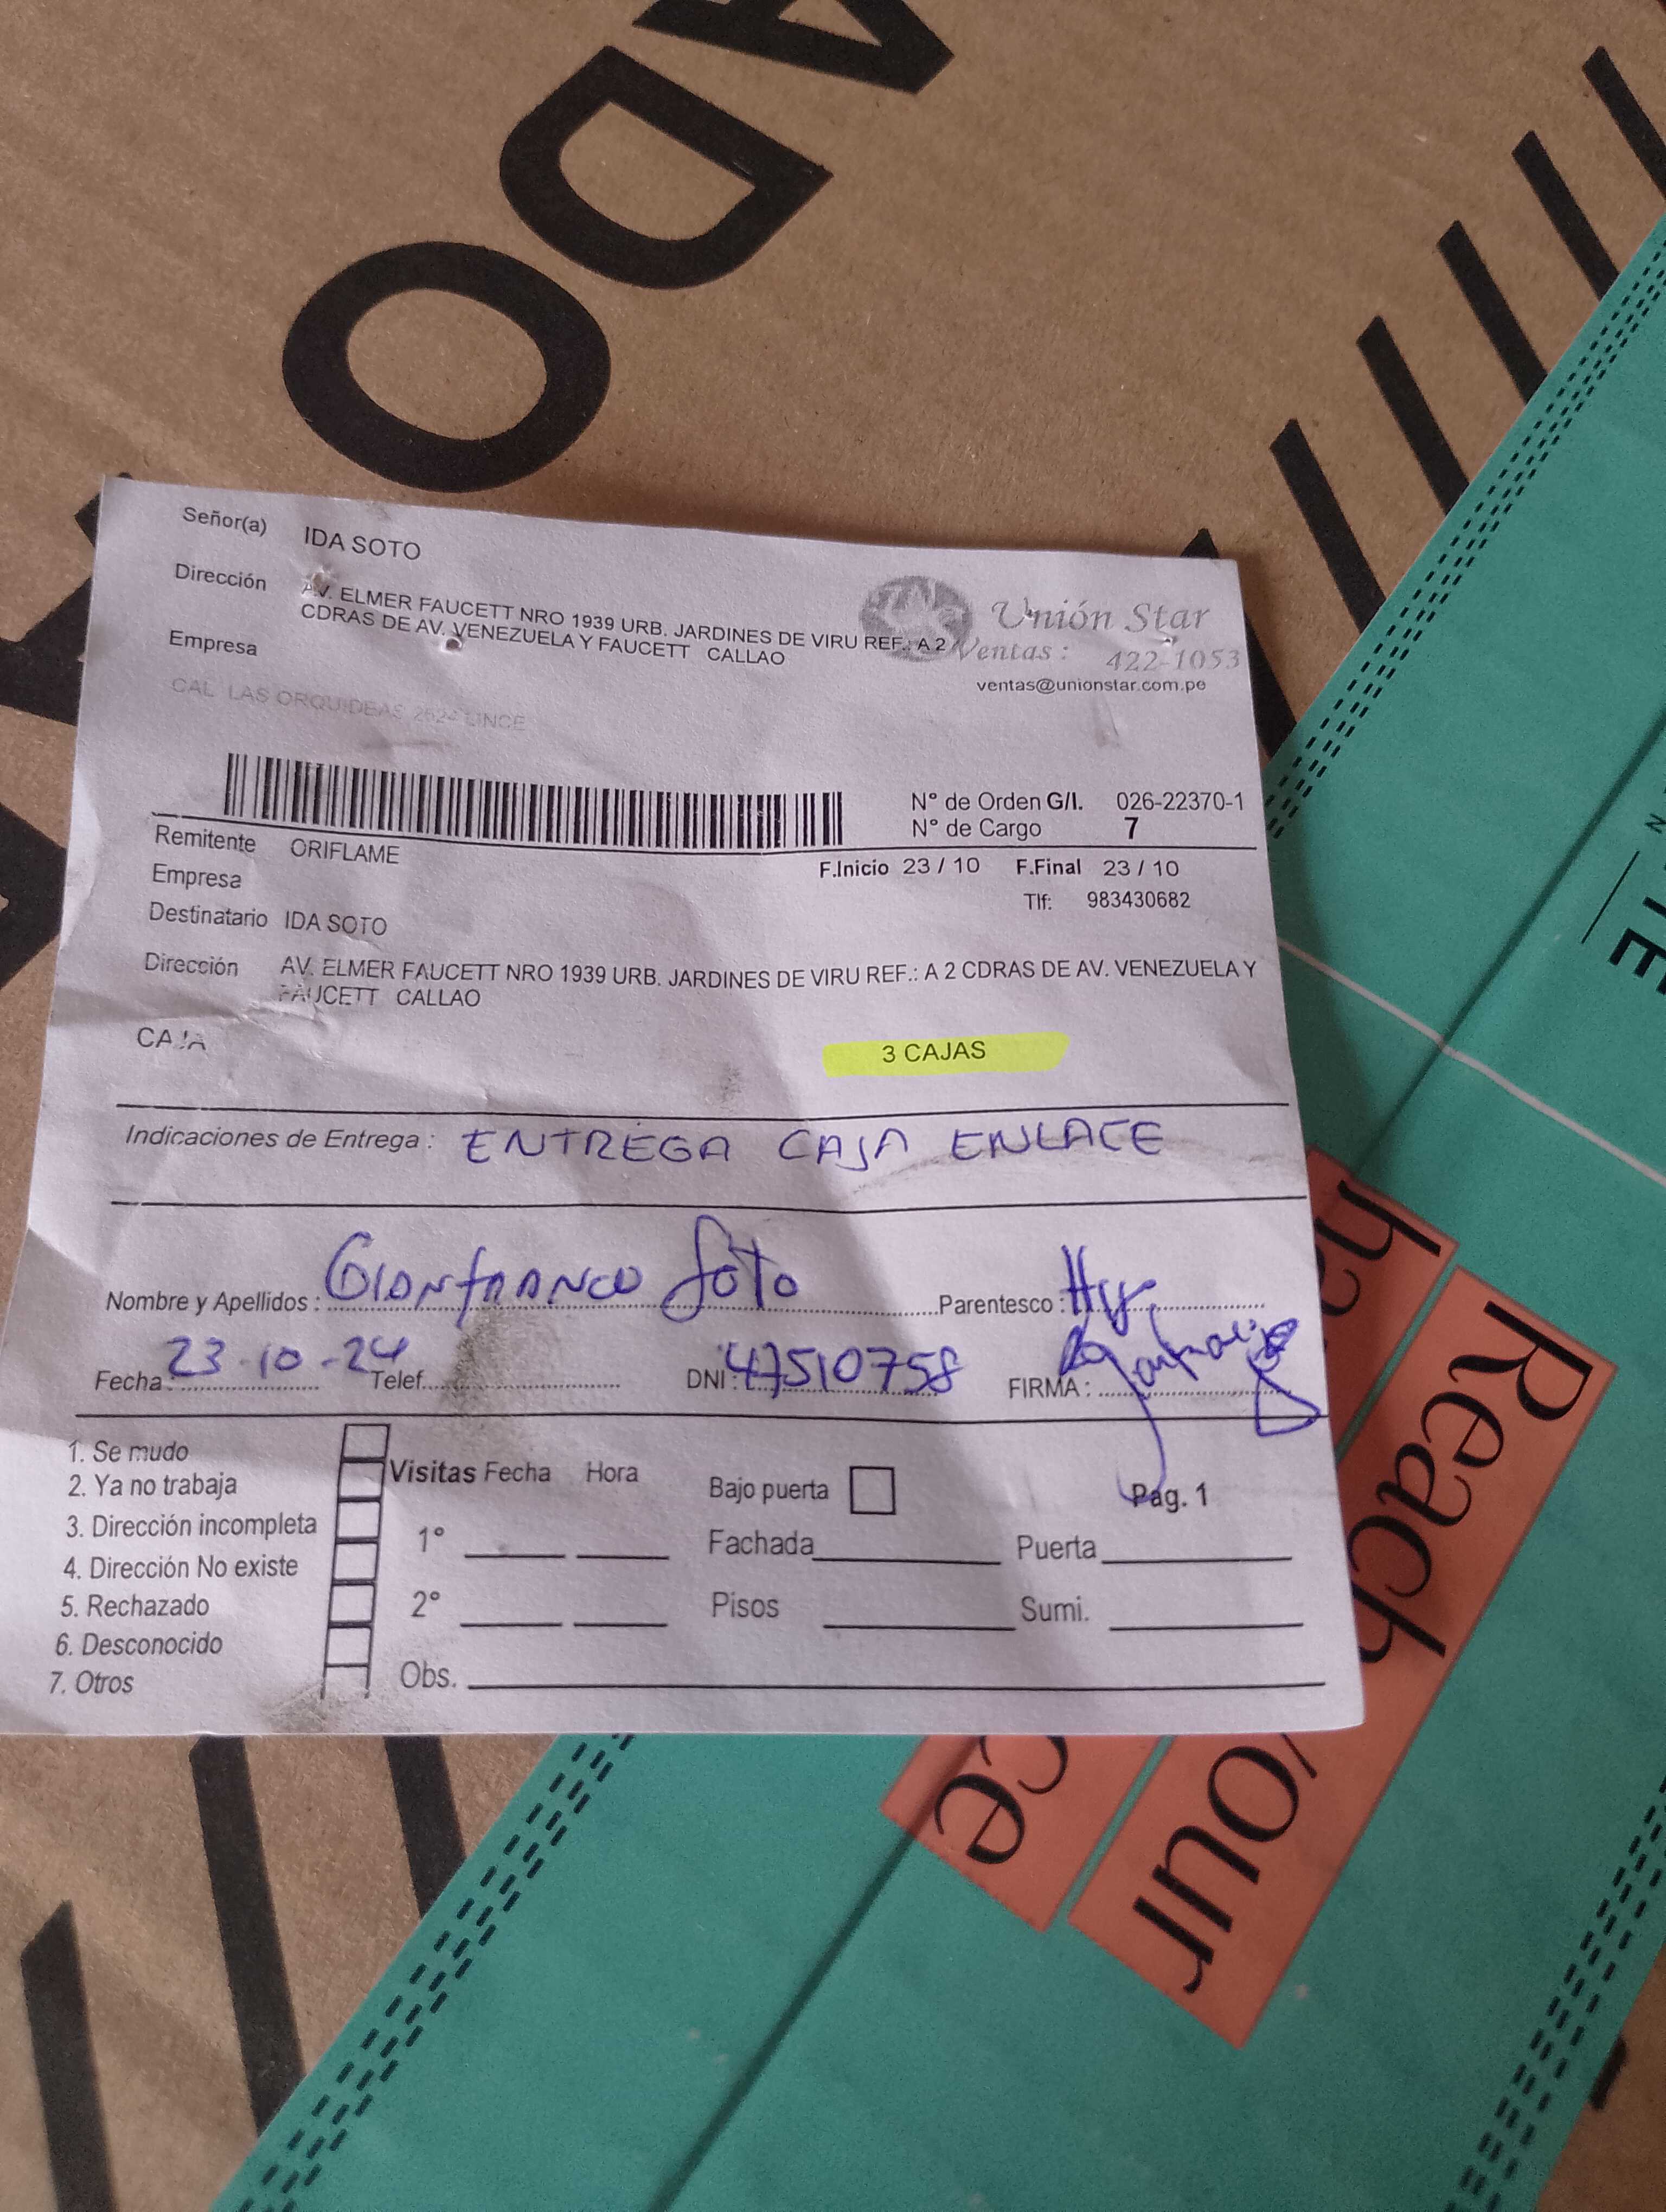 ADO
Señor(a) IDA SOTO
Dirección AV. ELMER FAUCETT NRO 1939 URB. JARDINES DE VIRU REF.: A 2
CDRAS DE AV. VENEZUELA Y FAUCETT CALLAO
Empresa
Unión Star
Ventas : 422-1053
ventas@unionstar.com.pe
CAL LAS ORQUIDEAS 2624 LINCE
N° de Orden G/I. 026-22370-1
N° de Cargo 7
Remitente ORIFLAME
F.Inicio 23 / 10 F.Final 23 / 10
Empresa
Tlf: 983430682
Destinatario IDA SOTO
Dirección AV. ELMER FAUCETT NRO 1939 URB. JARDINES DE VIRU REF.: A 2 CDRAS DE AV. VENEZUELA Y
FAUCETT CALLAO
CAJA 3 CAJAS
Indicaciones de Entrega : ENTREGA CAJA ENLACE
Nombre y Apellidos : GIANFRANCO Soto Parentesco :
Fecha : 23-10-24 Telef. DNI : 47510758 FIRMA :
1. Se mudo
2. Ya no trabaja
3. Dirección incompleta
4. Dirección No existe
5. Rechazado
6. Desconocido
7. Otros
Visitas Fecha Hora
1°
2°
Obs.
Bajo puerta Pag. 1
Fachada Puerta
Pisos Sumi.
Reach your